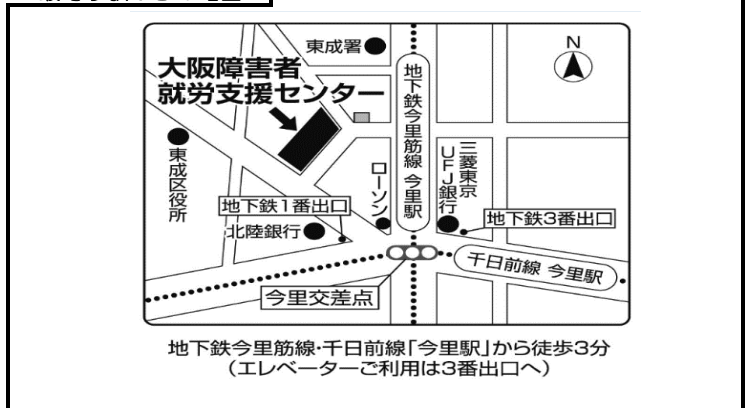 東成署
N
大阪障害者
就労支援センター
地下鉄今里筋線 今里駅
三菱東京
UFJ銀行
東成区役所
ローソン
地下鉄1番出口
地下鉄3番出口
北陸銀行
千日前線 今里駅
今里交差点
地下鉄今里筋線・千日前線「今里駅」から徒歩3分
(エレベーターご利用は3番出口へ)